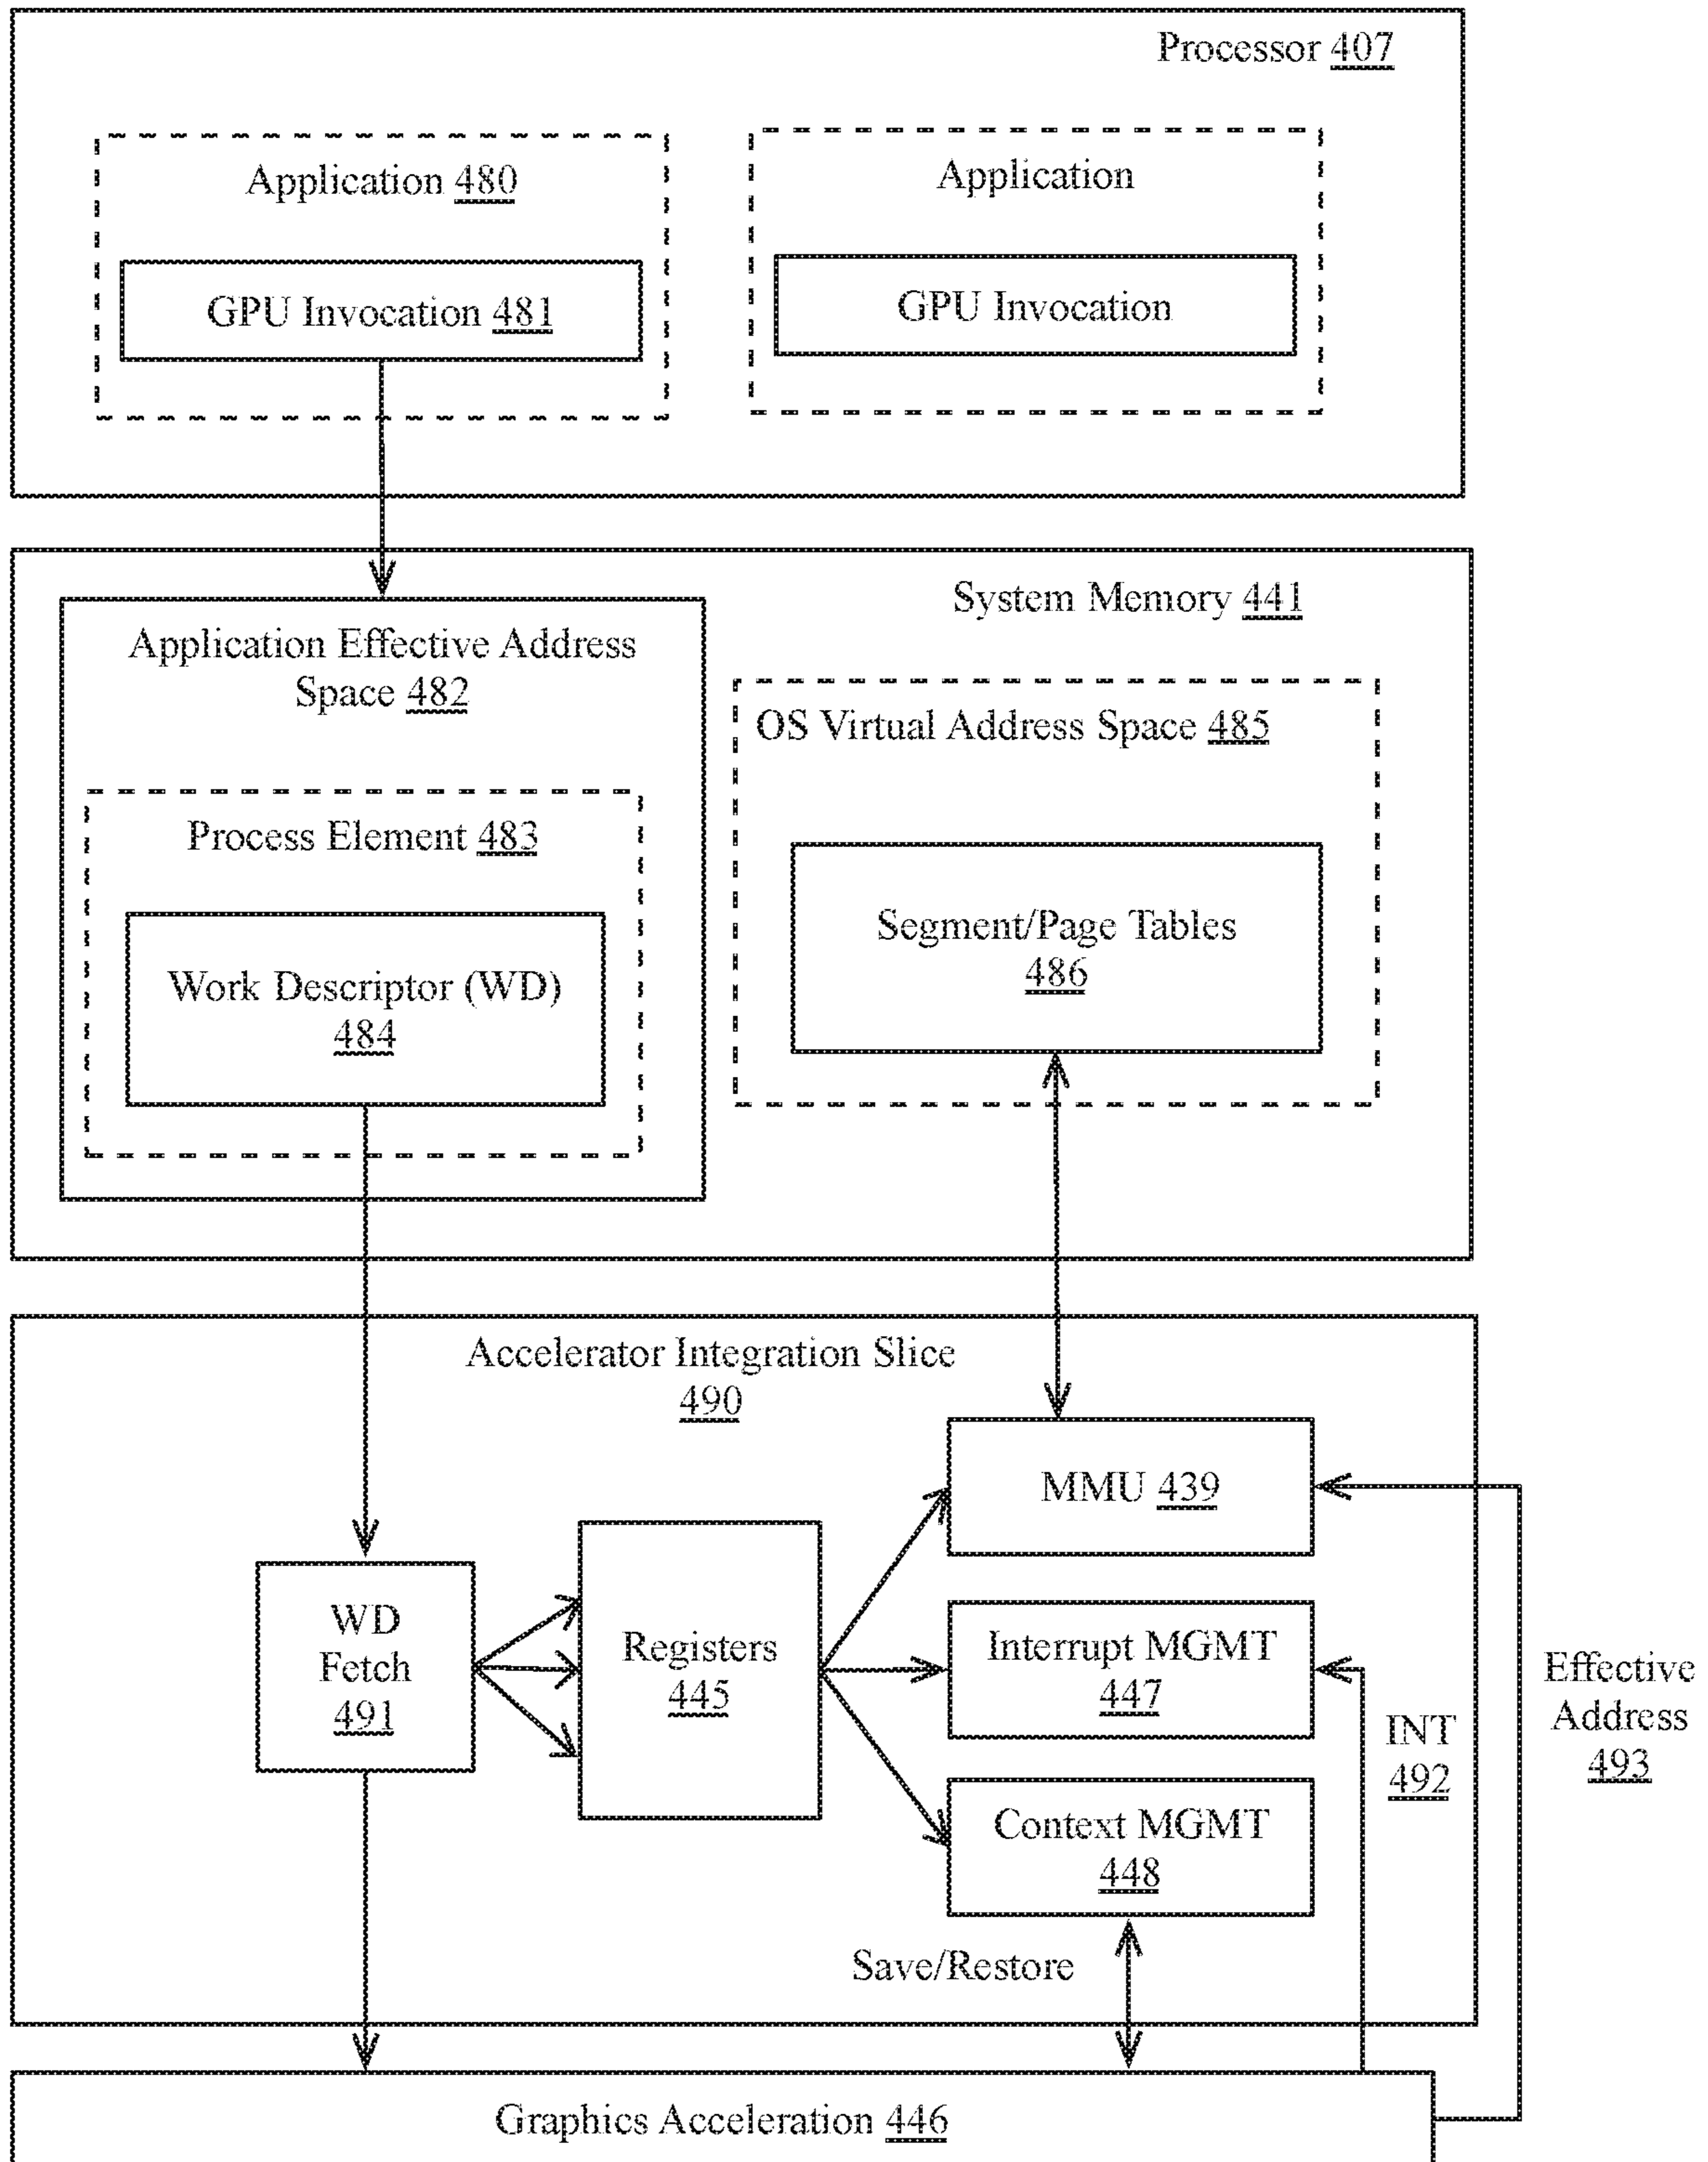 Processor 407
Application 480
Application
GPU Invocation 481
GPU Invocation
System Memory 441
Application Effective Address
Space 482
OS Virtual Address Space 485
Process Element 483
Segment/Page Tables
486
Work Descriptor (WD)
484
Accelerator Integration Slice
490
MMU 439
WD
Fetch
491
Registers
445
Interrupt MGMT
447
Effective
Address
493
INT
492
Context MGMT
448
Save/Restore
Graphics Acceleration 446